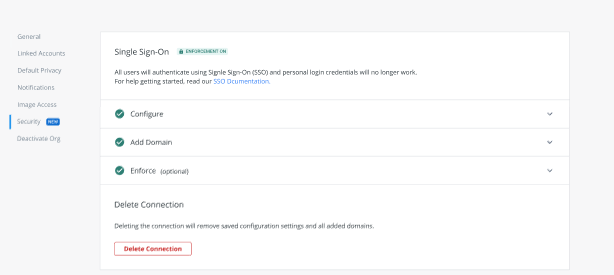 General
Linked Accounts
Default Privacy
Notifications
Image Access
Security NEW
Deactivate Org
Single Sign-On ENFORCEMENT ON
All users will authenticate using Signle Sign-On (SSO) and personal login credentials will no longer work.
For help getting started, read our SSO Dcumentation.
Configure
Add Domain
Enforce (optional)
Delete Connection
Deleting the connection will remove saved configuration settings and all added domains.
Delete Connection